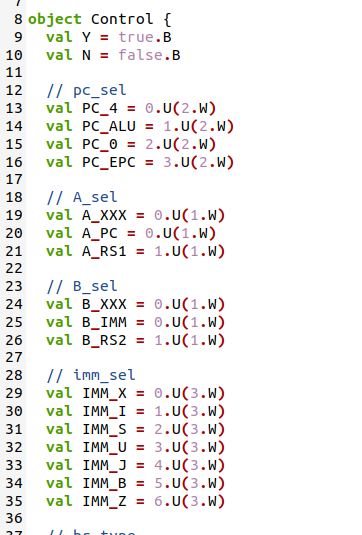 7
8 object Control {
9 val Y = true.B
10 val N = false.B
11
12 // pc_sel
13 val PC_4 = 0.U(2.W)
14 val PC_ALU = 1.U(2.W)
15 val PC_0 = 2.U(2.W)
16 val PC_EPC = 3.U(2.W)
17
18 // A_sel
19 val A_XXX = 0.U(1.W)
20 val A_PC = 0.U(1.W)
21 val A_RS1 = 1.U(1.W)
22
23 // B_sel
24 val B_XXX = 0.U(1.W)
25 val B_IMM = 0.U(1.W)
26 val B_RS2 = 1.U(1.W)
27
28 // imm_sel
29 val IMM_X = 0.U(3.W)
30 val IMM_I = 1.U(3.W)
31 val IMM_S = 2.U(3.W)
32 val IMM_U = 3.U(3.W)
33 val IMM_J = 4.U(3.W)
34 val IMM_B = 5.U(3.W)
35 val IMM_Z = 6.U(3.W)
36
37 // br_type